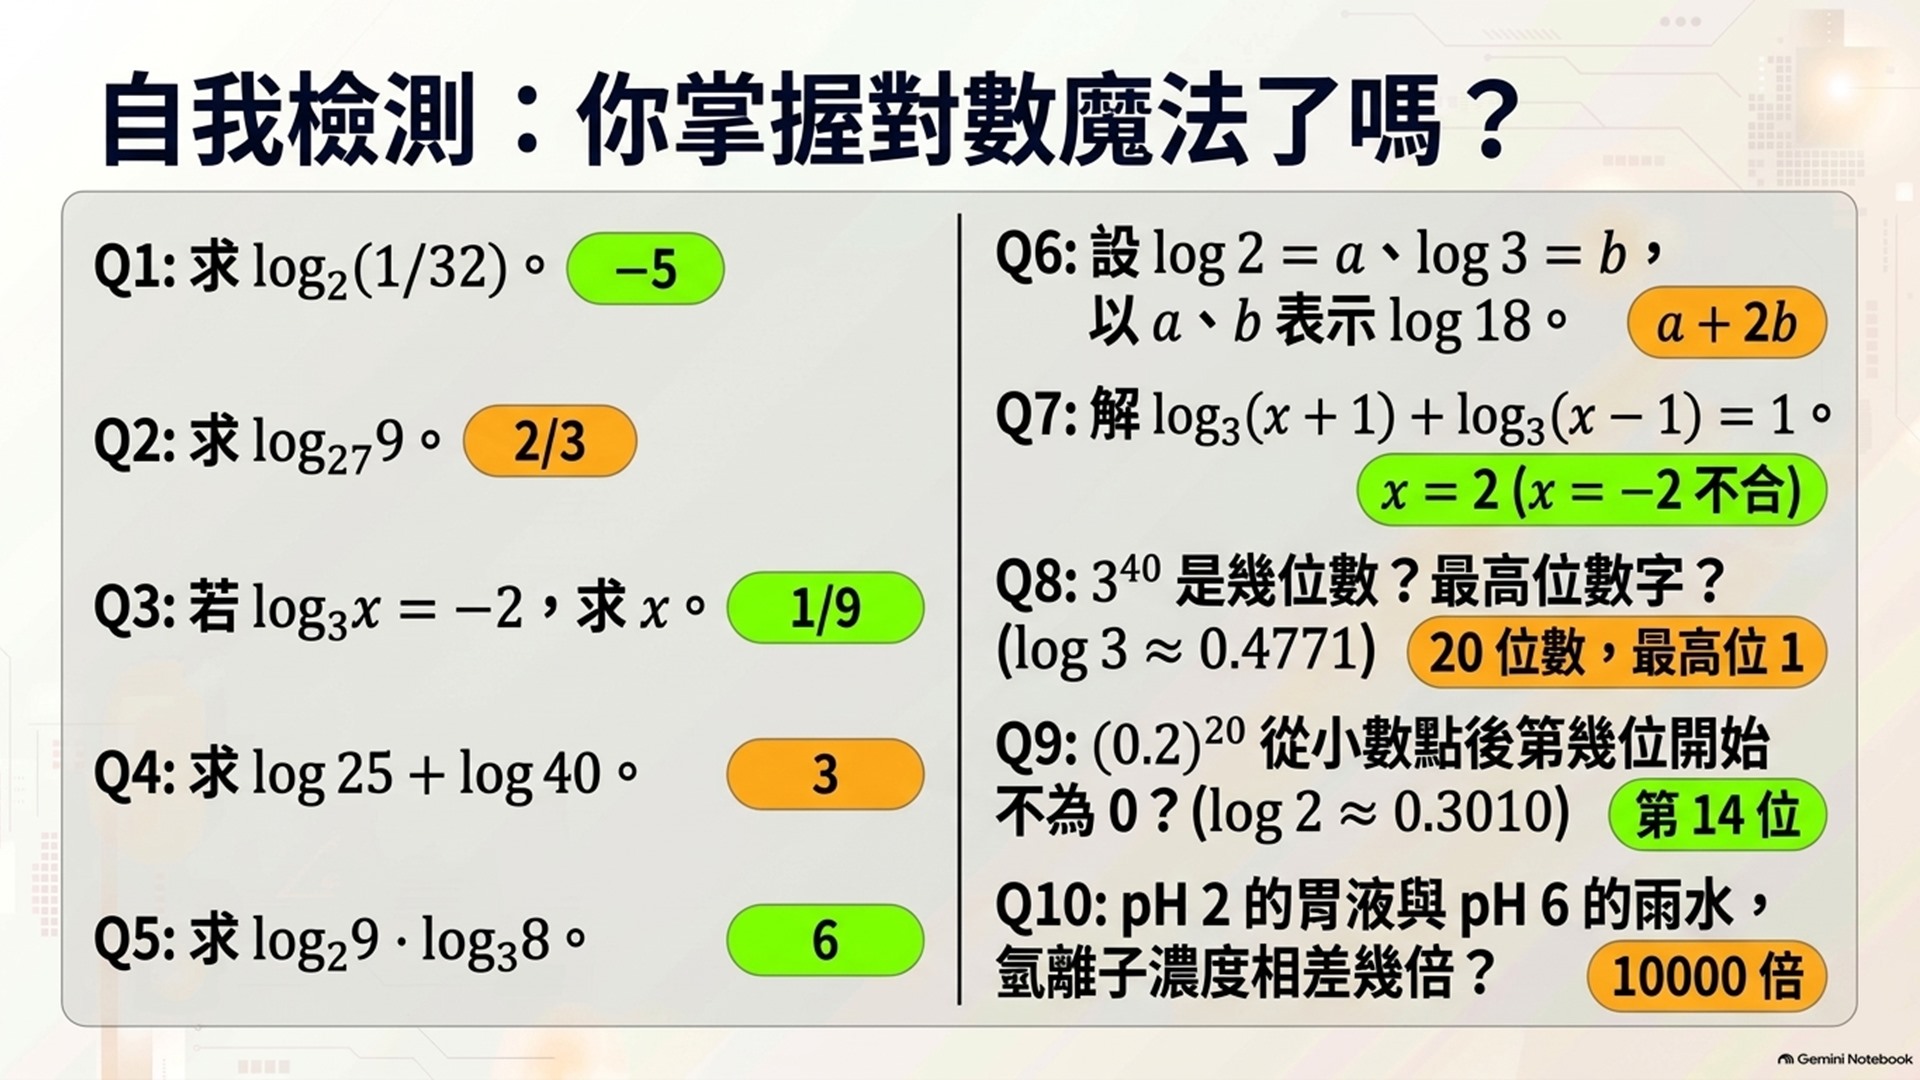 自我檢測：你掌握對數魔法了嗎？
Q1: 求 log₂(1/32)。 −5
Q2: 求 log₂₇9。 2/3
Q3: 若 log₃x = −2，求 x。 1/9
Q4: 求 log 25 + log 40。 3
Q5: 求 log₂9 · log₃8。 6
Q6: 設 log 2 = a、log 3 = b，
以 a、b 表示 log 18。 a + 2b
Q7: 解 log₃(x + 1) + log₃(x − 1) = 1。
x = 2 (x = −2 不合)
Q8: 3⁴⁰ 是幾位數？最高位數字？
(log 3 ≈ 0.4771) 20 位數，最高位 1
Q9: (0.2)²⁰ 從小數點後第幾位開始
不為 0？(log 2 ≈ 0.3010) 第 14 位
Q10: pH 2 的胃液與 pH 6 的雨水，
氫離子濃度相差幾倍？ 10000 倍
Gemini Notebook